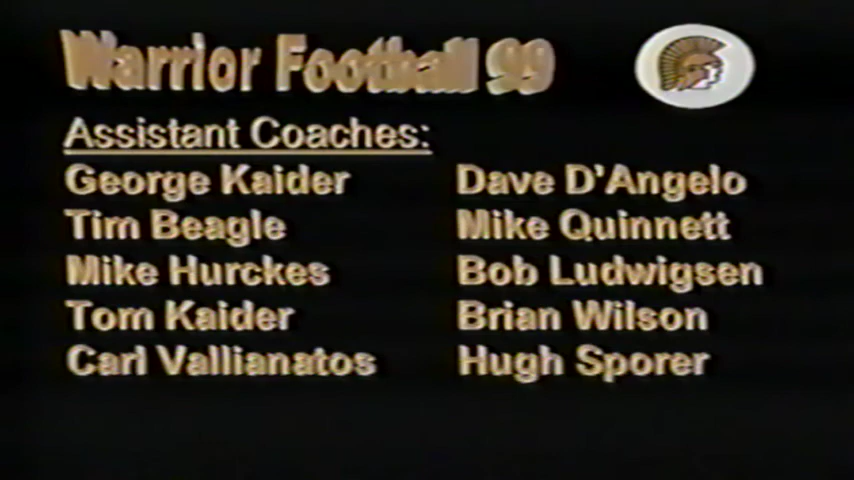 Warrior Football 99
Assistant Coaches:
George Kaider
Tim Beagle
Mike Hurckes
Tom Kaider
Carl Vallianatos
Dave D'Angelo
Mike Quinnett
Bob Ludwigsen
Brian Wilson
Hugh Sporer